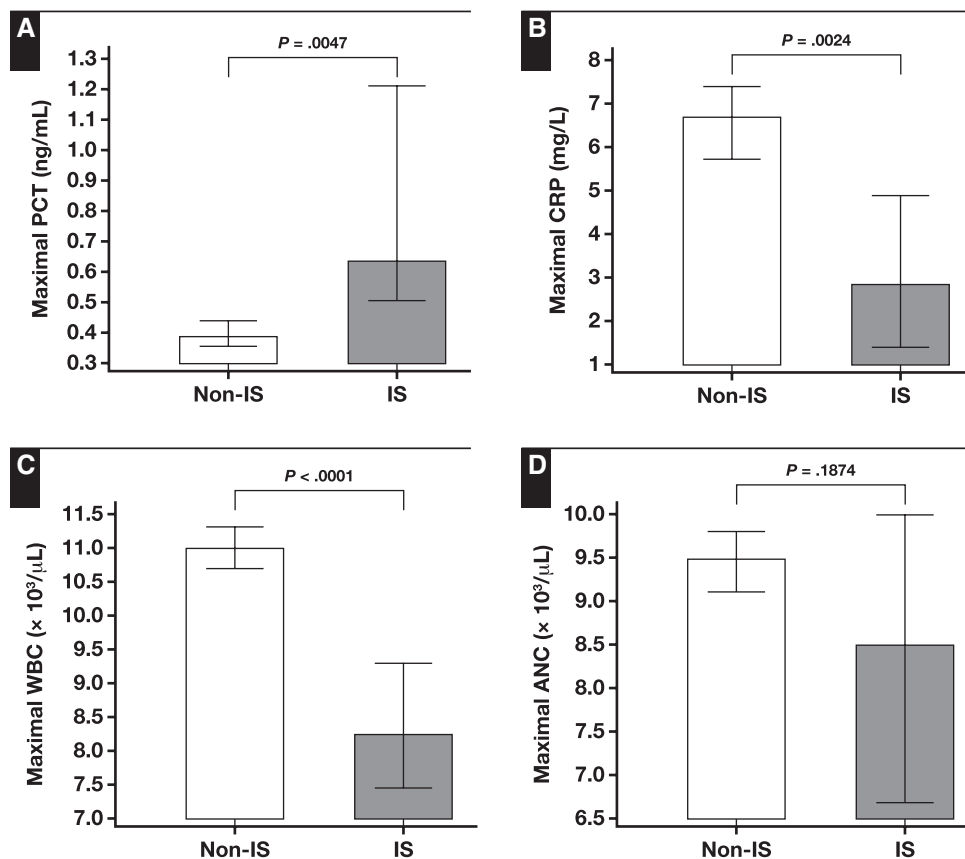 A
P = .0047
Maximal PCT (ng/mL)
1.3
1.2
1.1
1.0
0.9
0.8
0.7
0.6
0.5
0.4
0.3
Non-IS IS
B
P = .0024
Maximal CRP (mg/L)
8
7
6
5
4
3
2
1
Non-IS IS
C
P < .0001
Maximal WBC (× 10³/μL)
11.5
11.0
10.5
10.0
9.5
9.0
8.5
8.0
7.5
7.0
Non-IS IS
D
P = .1874
Maximal ANC (× 10³/μL)
10.0
9.5
9.0
8.5
8.0
7.5
7.0
6.5
Non-IS IS